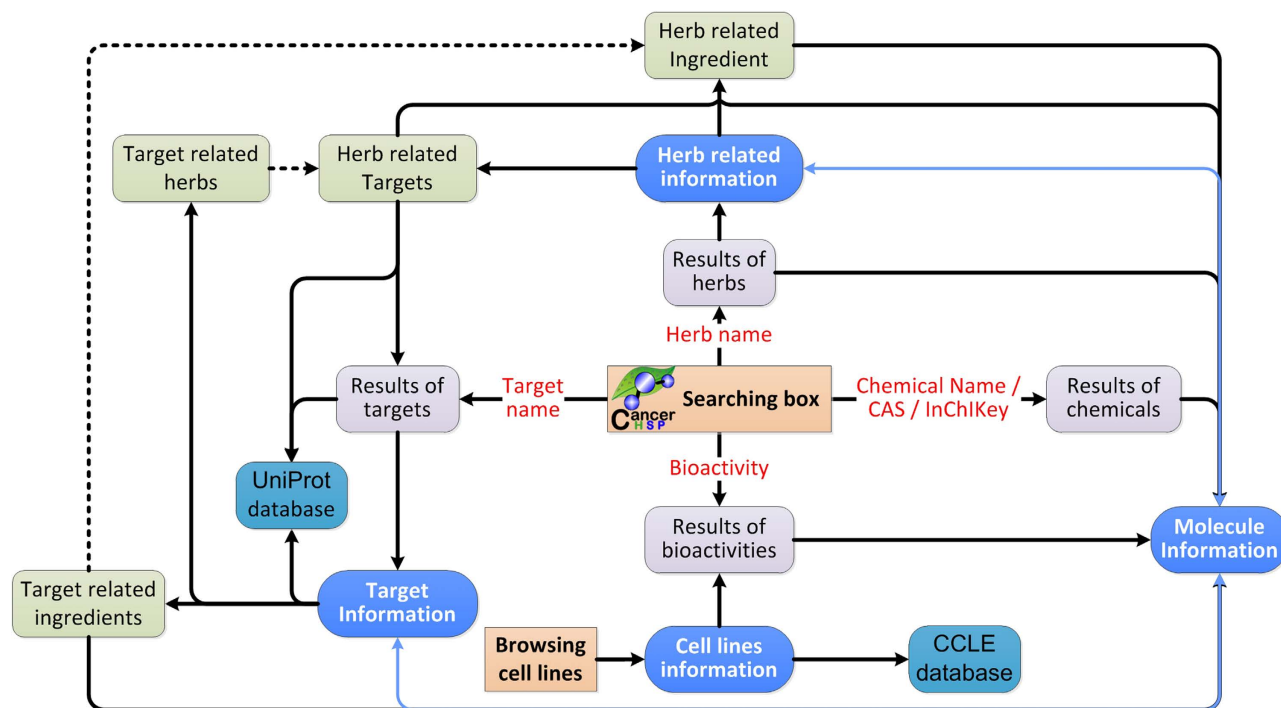 Herb related
Ingredient
Target related
herbs
Herb related
Targets
Herb related
information
Results of
herbs
Herb name
Results of
targets
Target
name
Cancer
HSP
Searching box
Chemical Name /
CAS / InChIKey
Results of
chemicals
Bioactivity
UniProt
database
Results of
bioactivities
Molecule
Information
Target related
ingredients
Target
Information
Browsing
cell lines
Cell lines
information
CCLE
database